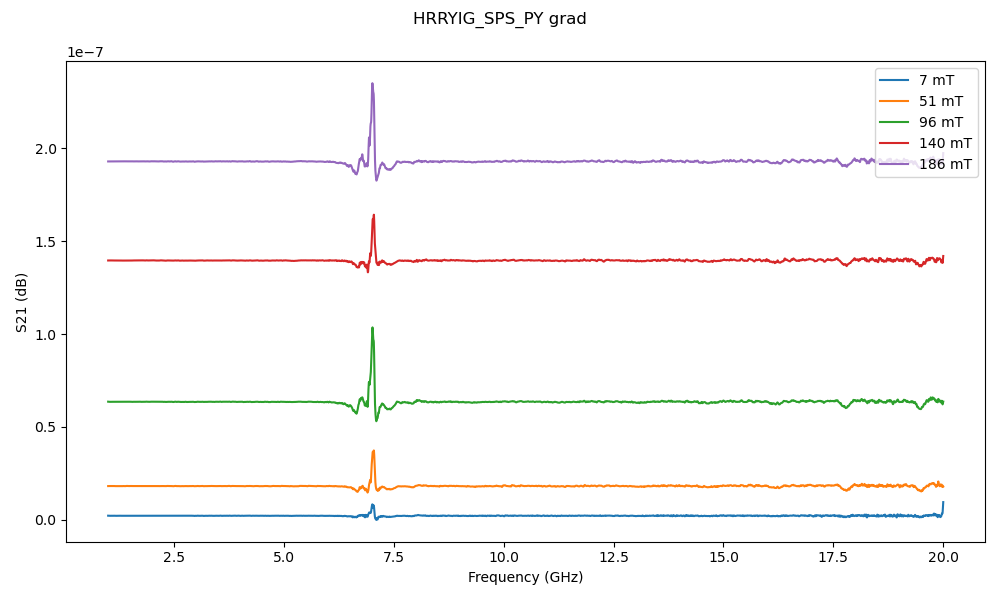 HRRYIG_SPS_PY grad
1e−7
7 mT
51 mT
96 mT
140 mT
186 mT
2.0
1.5
1.0
0.5
0.0
S21 (dB)
2.5
5.0
7.5
10.0
12.5
15.0
17.5
20.0
Frequency (GHz)